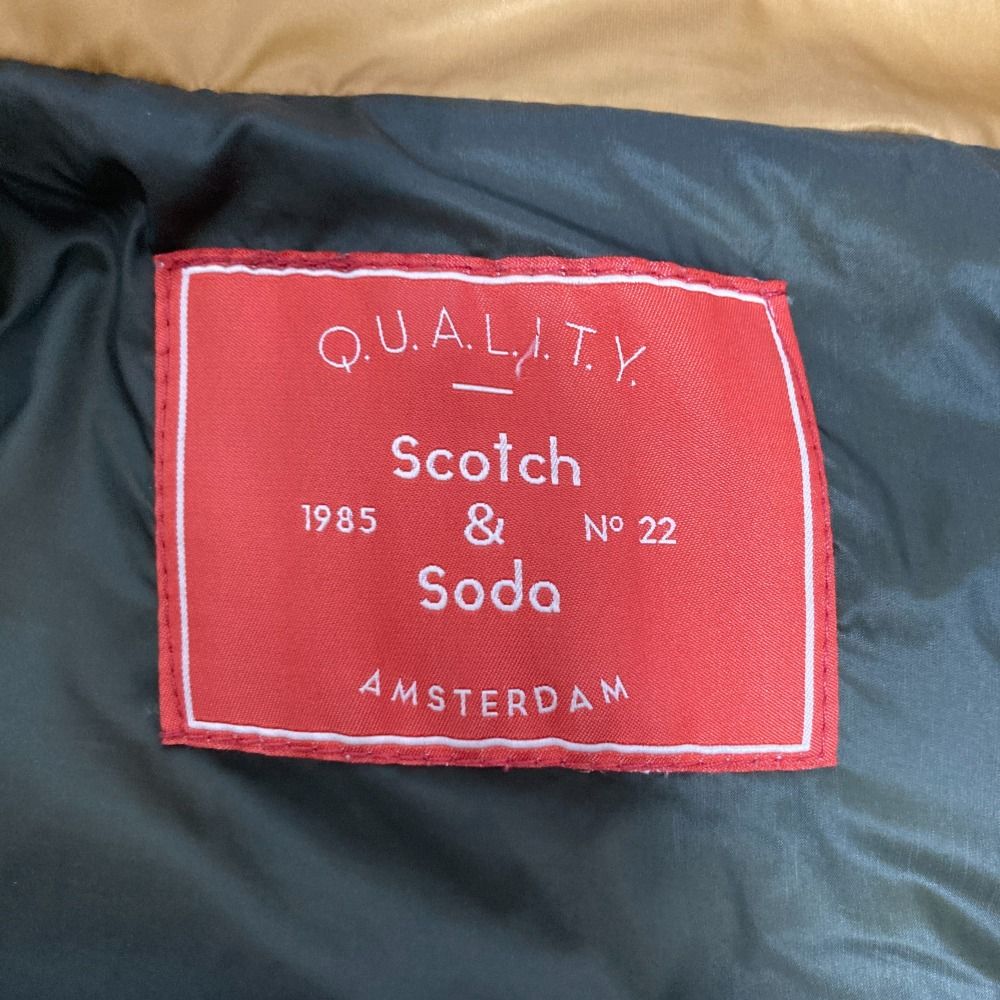 Q.U.A.L.I.T.Y.
Scotch
1985 & Nº 22
Soda
AMSTERDAM